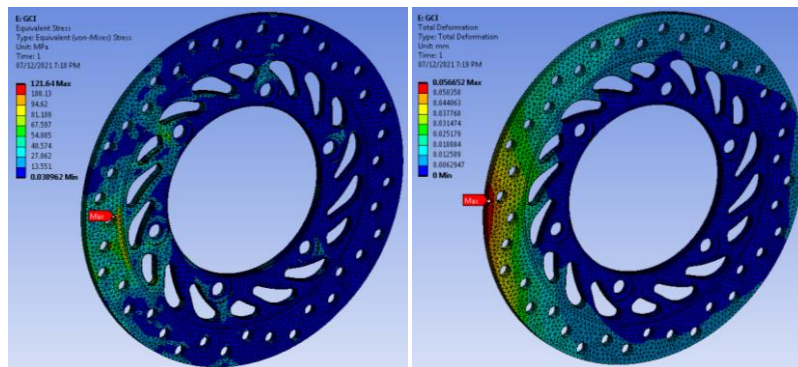 E: GCI
Equivalent Stress
Type: Equivalent (von-Mises) Stress
Unit: MPa
Time: 1
07/12/2021 7:18 PM
121.64 Max
108.13
94.62
81.109
67.597
54.085
40.574
27.062
13.551
0.038962 Min
Max
E: GCI
Total Deformation
Type: Total Deformation
Unit: mm
Time: 1
07/12/2021 7:19 PM
0.056652 Max
0.050358
0.044063
0.037768
0.031474
0.025179
0.018884
0.012589
0.0062947
0 Min
Max